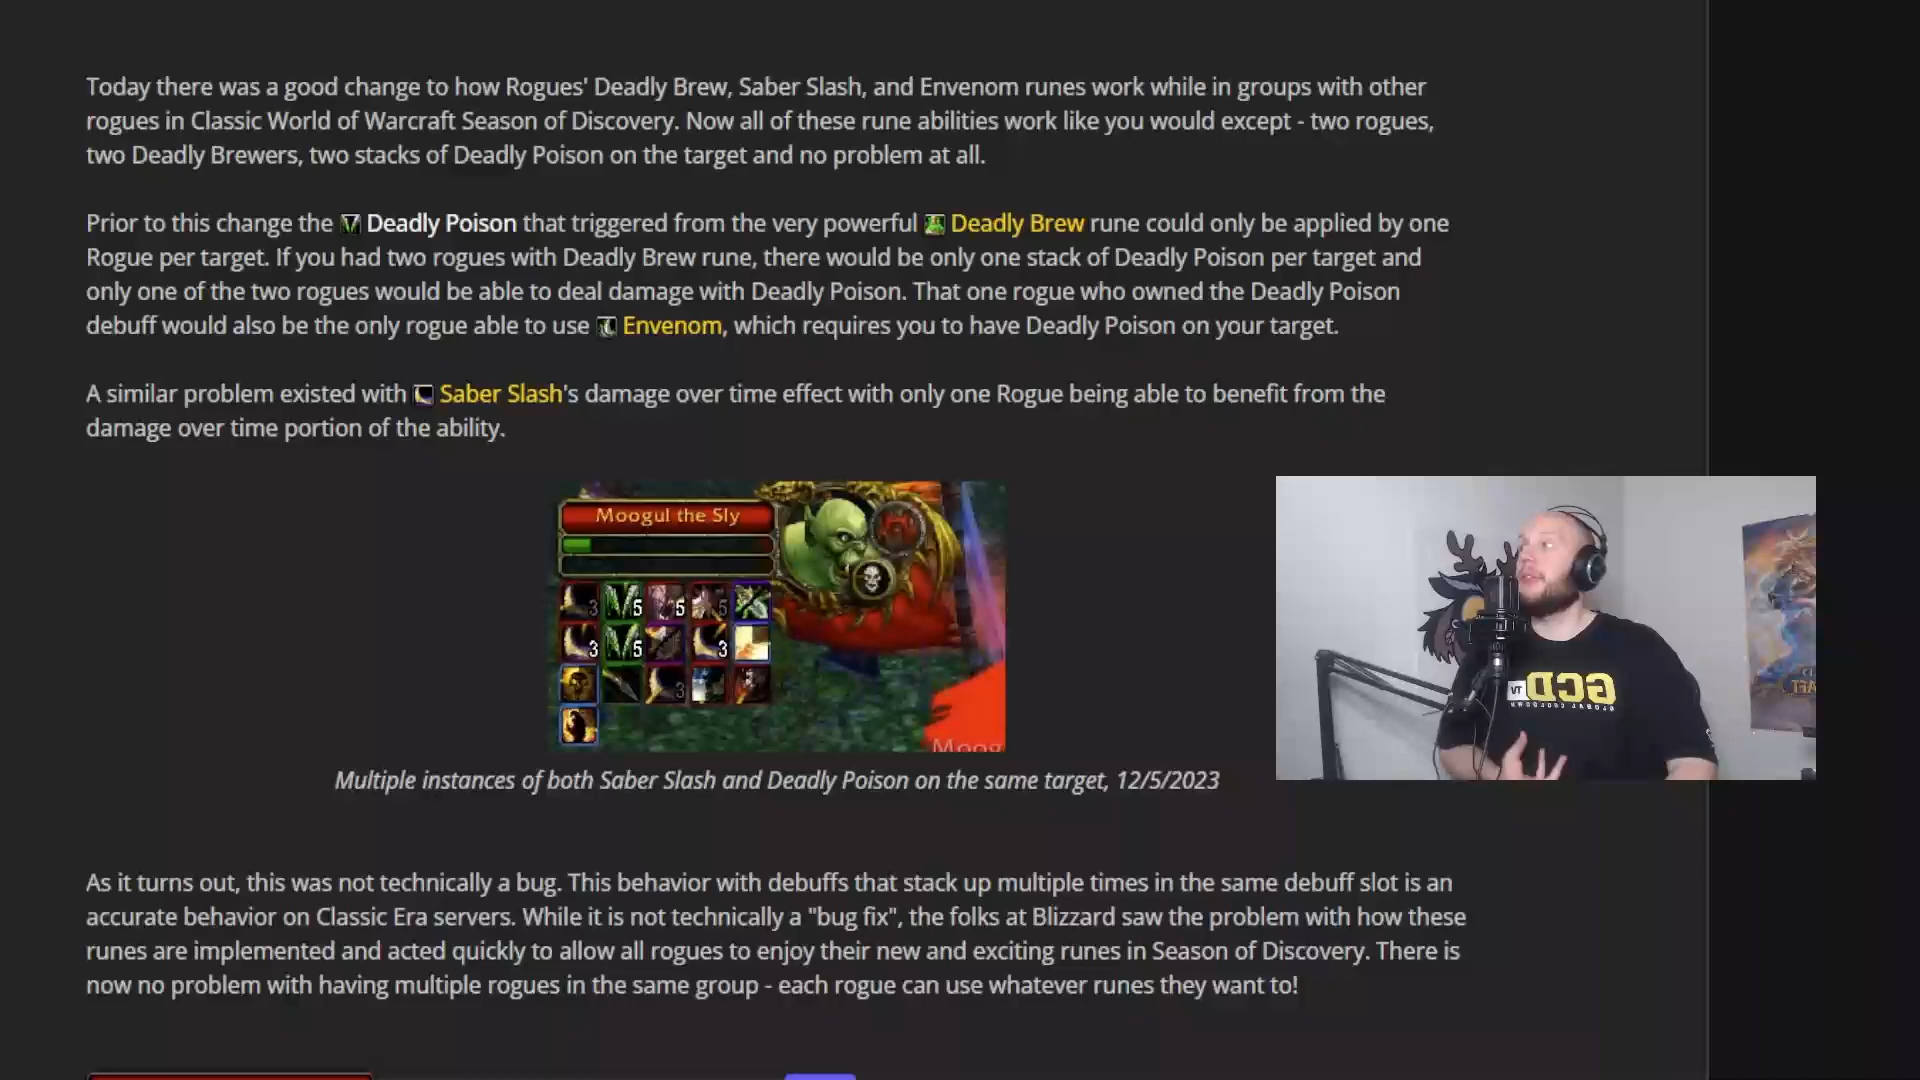 Today there was a good change to how Rogues' Deadly Brew, Saber Slash, and Envenom runes work while in groups with other
rogues in Classic World of Warcraft Season of Discovery. Now all of these rune abilities work like you would except - two rogues,
two Deadly Brewers, two stacks of Deadly Poison on the target and no problem at all.
Prior to this change the Deadly Poison that triggered from the very powerful Deadly Brew rune could only be applied by one
Rogue per target. If you had two rogues with Deadly Brew rune, there would be only one stack of Deadly Poison per target and
only one of the two rogues would be able to deal damage with Deadly Poison. That one rogue who owned the Deadly Poison
debuff would also be the only rogue able to use Envenom, which requires you to have Deadly Poison on your target.
A similar problem existed with Saber Slash's damage over time effect with only one Rogue being able to benefit from the
damage over time portion of the ability.
Moogul the Sly
3 5 5 5
3 5 3
3
Moog
GCD TV
Multiple instances of both Saber Slash and Deadly Poison on the same target, 12/5/2023
As it turns out, this was not technically a bug. This behavior with debuffs that stack up multiple times in the same debuff slot is an
accurate behavior on Classic Era servers. While it is not technically a "bug fix", the folks at Blizzard saw the problem with how these
runes are implemented and acted quickly to allow all rogues to enjoy their new and exciting runes in Season of Discovery. There is
now no problem with having multiple rogues in the same group - each rogue can use whatever runes they want to!